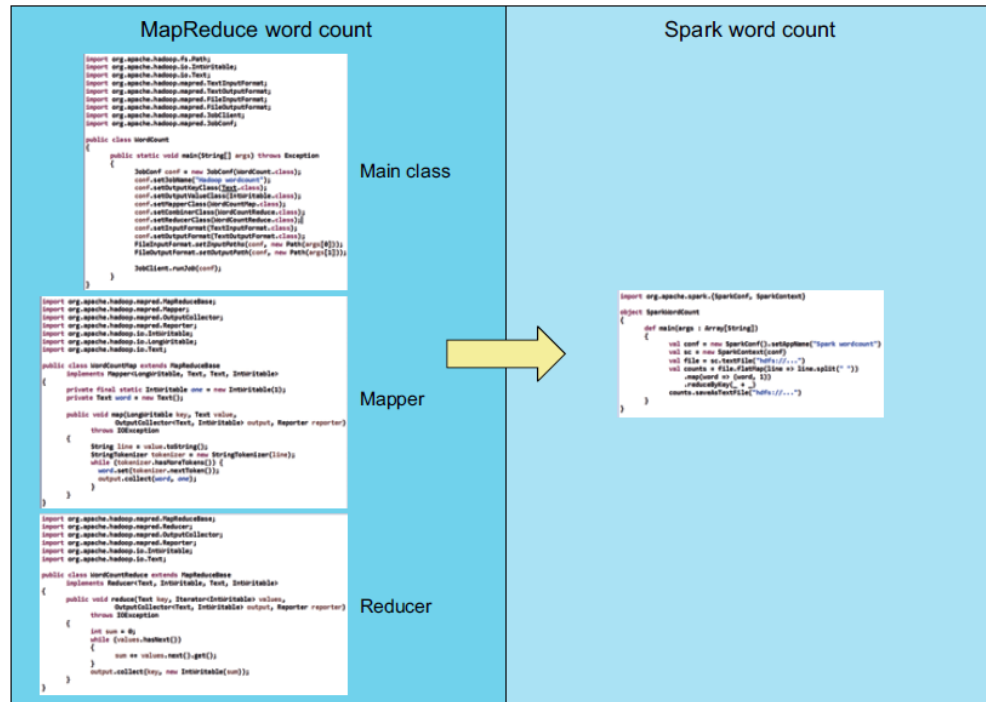 MapReduce word count
import org.apache.hadoop.fs.Path;
import org.apache.hadoop.io.IntWritable;
import org.apache.hadoop.io.Text;
import org.apache.hadoop.mapred.TextInputFormat;
import org.apache.hadoop.mapred.TextOutputFormat;
import org.apache.hadoop.mapred.FileInputFormat;
import org.apache.hadoop.mapred.FileOutputFormat;
import org.apache.hadoop.mapred.JobClient;
import org.apache.hadoop.mapred.JobConf;
public class WordCount
{
public static void main(String[] args) throws Exception
{
JobConf conf = new JobConf(WordCount.class);
conf.setJobName("Hadoop wordcount");
conf.setOutputKeyClass(Text.class);
conf.setOutputValueClass(IntWritable.class);
conf.setMapperClass(WordCountMap.class);
conf.setCombinerClass(WordCountReduce.class);
conf.setReducerClass(WordCountReduce.class);
conf.setInputFormat(TextInputFormat.class);
conf.setOutputFormat(TextOutputFormat.class);
FileInputFormat.setInputPaths(conf, new Path(args[0]));
FileOutputFormat.setOutputPath(conf, new Path(args[1]));
JobClient.runJob(conf);
}
}
Main class
import org.apache.hadoop.mapred.MapReduceBase;
import org.apache.hadoop.mapred.Mapper;
import org.apache.hadoop.mapred.OutputCollector;
import org.apache.hadoop.mapred.Reporter;
import org.apache.hadoop.io.IntWritable;
import org.apache.hadoop.io.LongWritable;
import org.apache.hadoop.io.Text;
public class WordCountMap extends MapReduceBase
implements Mapper<LongWritable, Text, Text, IntWritable>
{
private final static IntWritable one = new IntWritable(1);
private Text word = new Text();
public void map(LongWritable key, Text value,
OutputCollector<Text, IntWritable> output, Reporter reporter)
throws IOException
{
String line = value.toString();
StringTokenizer tokenizer = new StringTokenizer(line);
while (tokenizer.hasMoreTokens()) {
word.set(tokenizer.nextToken());
output.collect(word, one);
}
}
}
Mapper
import org.apache.hadoop.mapred.MapReduceBase;
import org.apache.hadoop.mapred.Reducer;
import org.apache.hadoop.mapred.OutputCollector;
import org.apache.hadoop.mapred.Reporter;
import org.apache.hadoop.io.IntWritable;
import org.apache.hadoop.io.Text;
public class WordCountReduce extends MapReduceBase
implements Reducer<Text, IntWritable, Text, IntWritable>
{
public void reduce(Text key, Iterator<IntWritable> values,
OutputCollector<Text, IntWritable> output, Reporter reporter)
throws IOException
{
int sum = 0;
while (values.hasNext())
{
sum += values.next().get();
}
output.collect(key, new IntWritable(sum));
}
}
Reducer
Spark word count
import org.apache.spark.{SparkConf, SparkContext}
object SparkWordCount
{
def main(args : Array[String])
{
val conf = new SparkConf().setAppName("Spark wordcount")
val sc = new SparkContext(conf)
val file = sc.textFile("hdfs://...")
val counts = file.flatMap(line => line.split(" "))
.map(word => (word, 1))
.reduceByKey(_ + _)
counts.saveAsTextFile("hdfs://...")
}
}